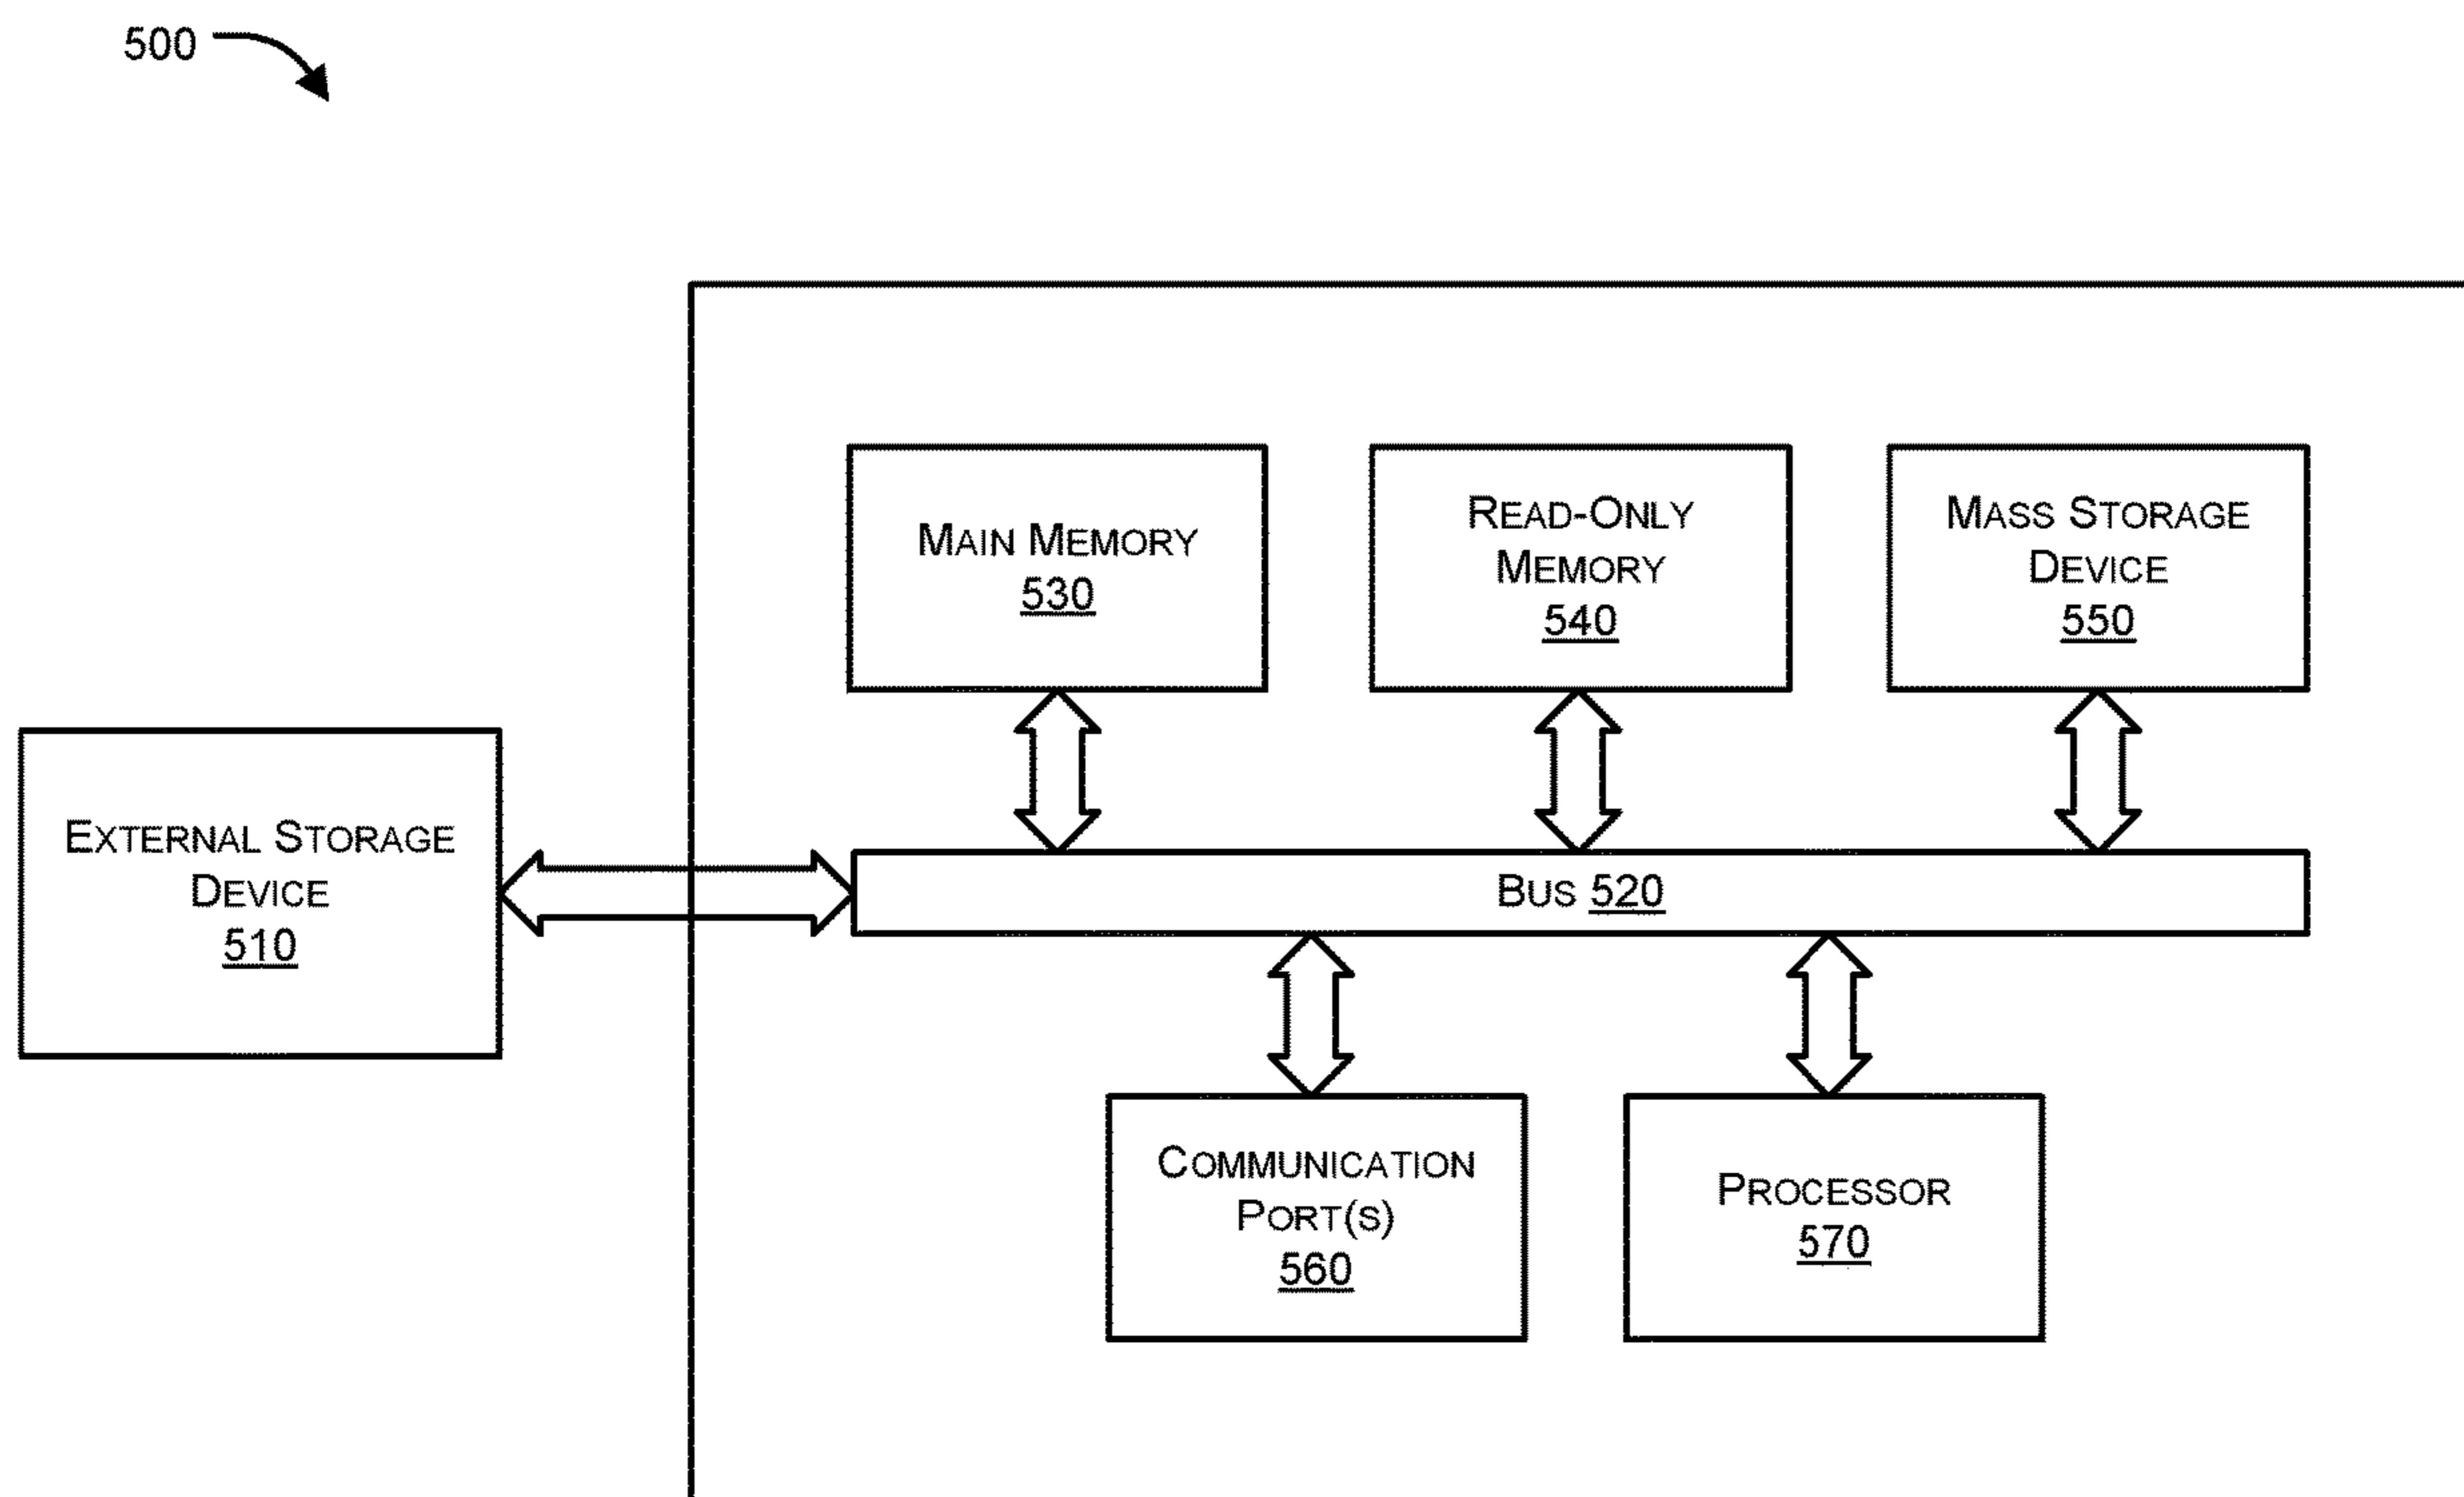 500
MAIN MEMORY
530
READ-ONLY
MEMORY
540
MASS STORAGE
DEVICE
550
EXTERNAL STORAGE
DEVICE
510
BUS 520
COMMUNICATION
PORT(S)
560
PROCESSOR
570